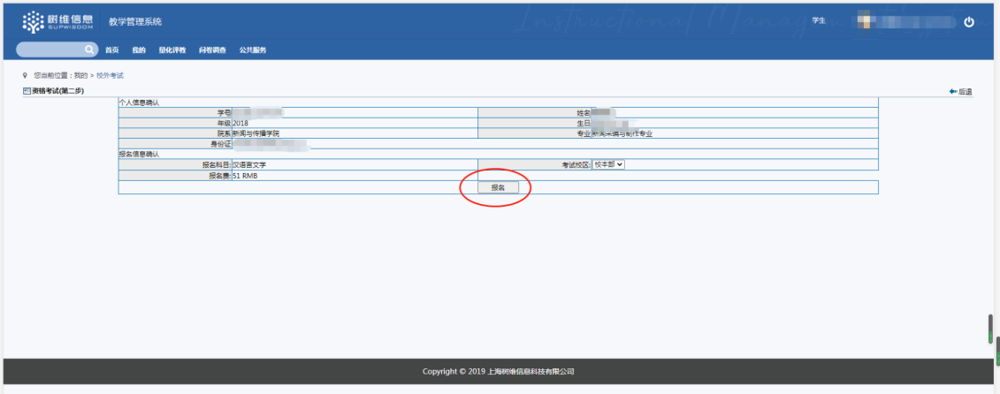 树维信息
SUPWISDOM
教学管理系统
Instructional Manag
学生
首页 我的 量化评教 问卷调查 公共服务
您当前位置：我的 > 校外考试
资格考试(第二步) 后退
个人信息确认
学号 姓名
年级 2018 生日
院系 新闻与传播学院 专业 新闻采编与制作专业
身份证
报名信息确认
报名科目: 汉语言文字 考试校区: 校本部
报名费: 51 RMB
报名
Copyright © 2019 上海树维信息科技有限公司